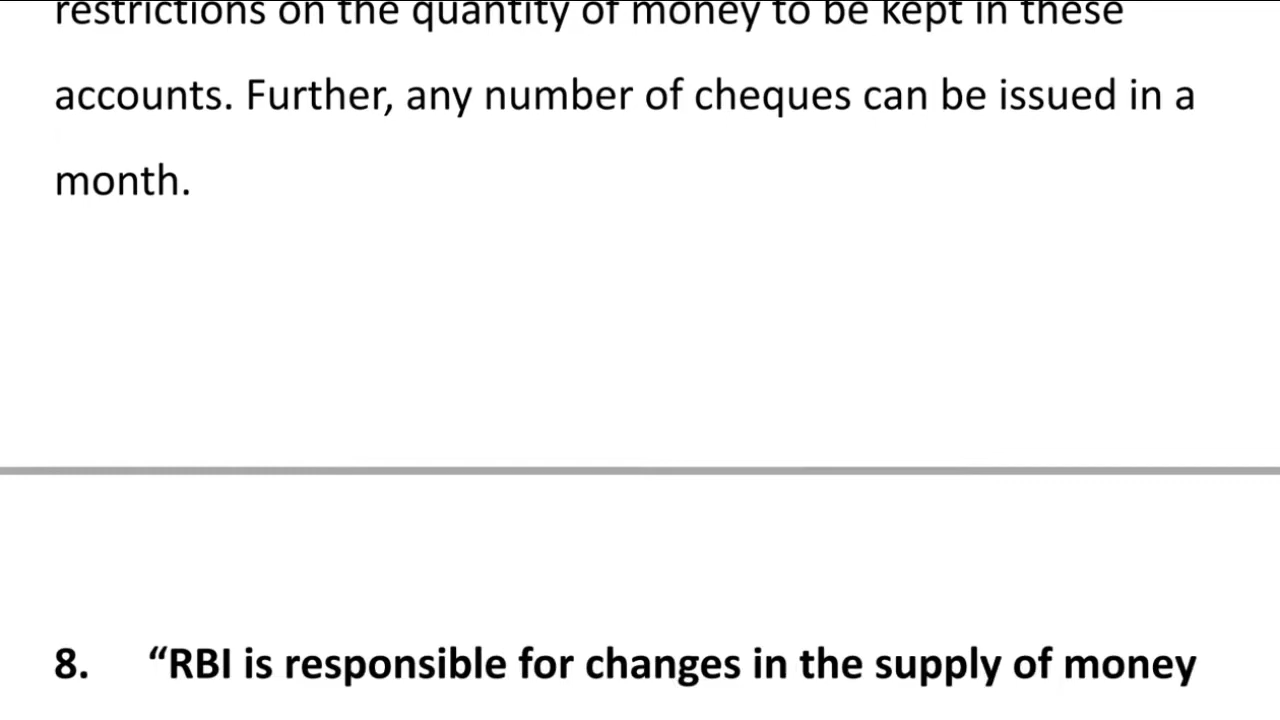 restrictions on the quantity of money to be kept in these
accounts. Further, any number of cheques can be issued in a
month.
8. “RBI is responsible for changes in the supply of money